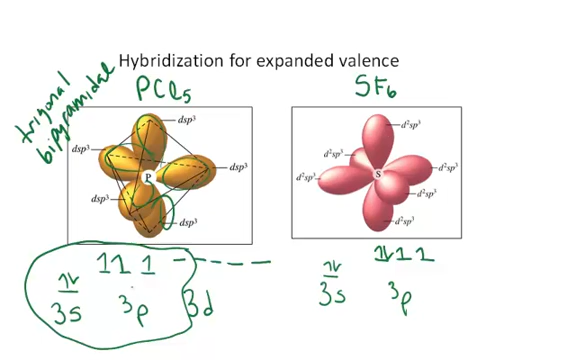 Hybridization for expanded valence
trigonal
bipyramidal
PCl5
SF6
dsp³
dsp³
dsp³
dsp³
dsp³
P
d²sp³
d²sp³
d²sp³
d²sp³
d²sp³
d²sp³
S
3s 3p 3d
3s 3p